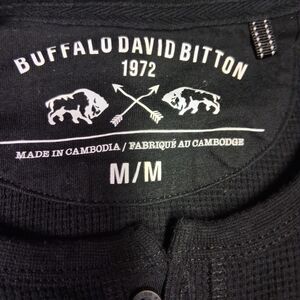 BUFFALO DAVID BITTON
1972
MADE IN CAMBODIA / FABRIQUÉ AU CAMBODGE
M/M